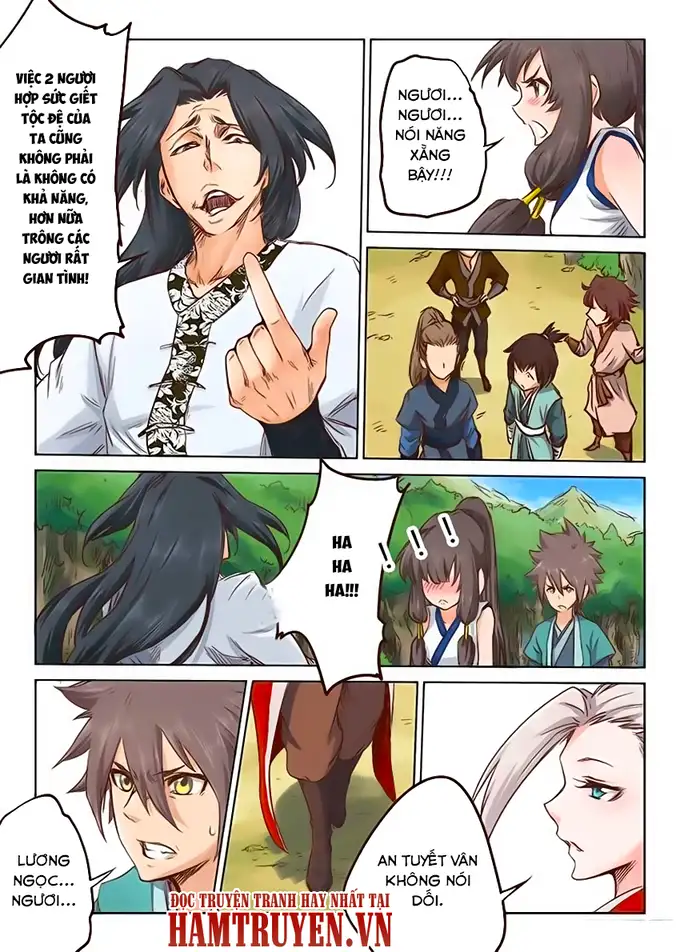 VIỆC 2 NGƯƠI
HỢP SỨC GIẾT
TỘC ĐỆ CỦA
TA CŨNG
KHÔNG PHẢI
LÀ KHÔNG CÓ
KHẢ NĂNG,
HƠN NỮA
TRÔNG CÁC
NGƯƠI RẤT
GIAN TÌNH!
NGƯƠI...
NGƯƠI...
NÓI NĂNG
XẰNG
BẬY!!!
HA
HA
HA!!!
! ! !
LƯƠNG
NGỌC...
NGƯƠI...
AN TUYẾT VÂN
KHÔNG NÓI
DỐI.
ĐỌC TRUYỆN TRANH HAY NHẤT TẠI
HAMTRUYEN.VN